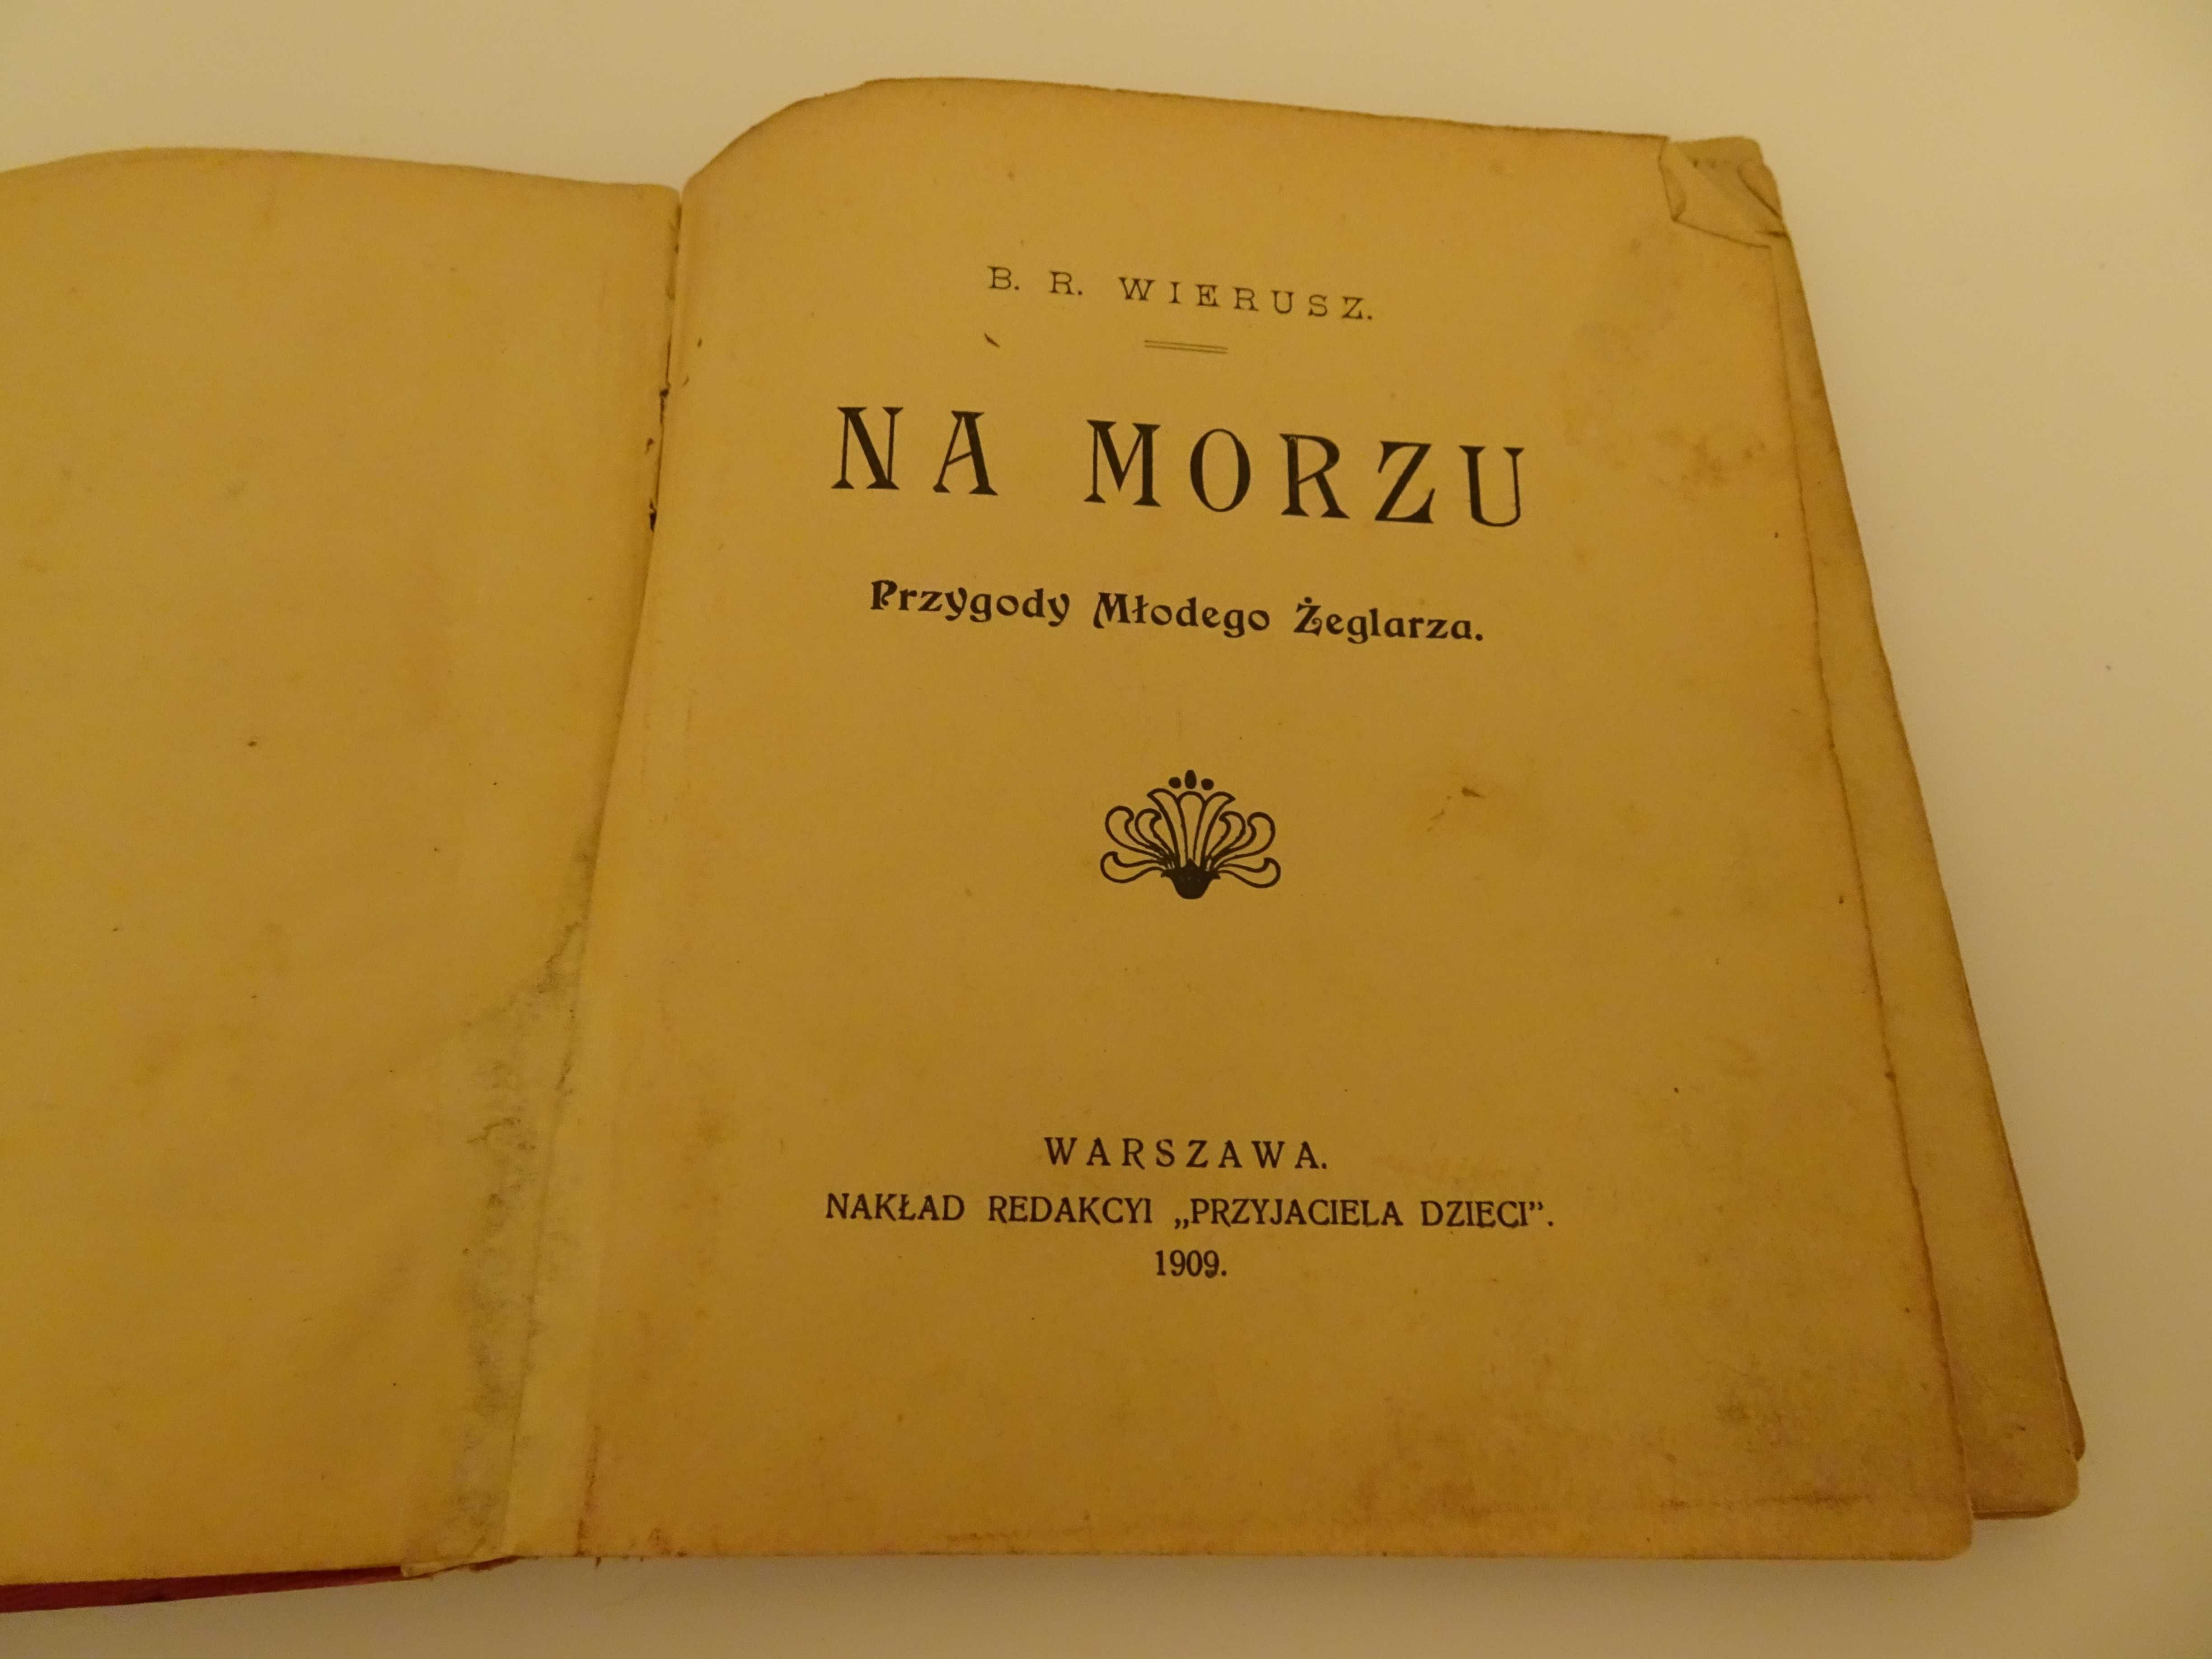 B. R. WIERUSZ.
NA MORZU
Przygody Młodego Żeglarza.
WARSZAWA.
NAKŁAD REDAKCYI „PRZYJACIELA DZIECI”.
1909.